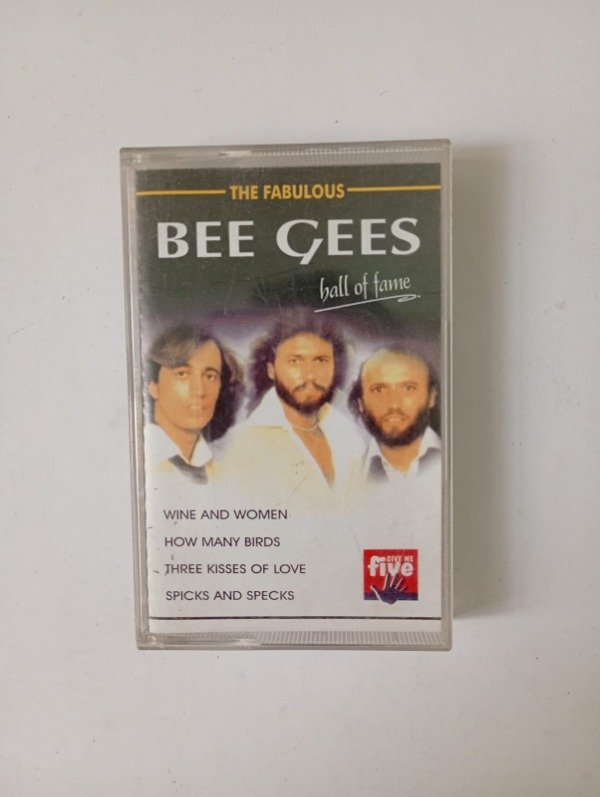 THE FABULOUS
BEE GEES
hall of fame
WINE AND WOMEN
HOW MANY BIRDS
THREE KISSES OF LOVE
SPICKS AND SPECKS
GIVE ME
five